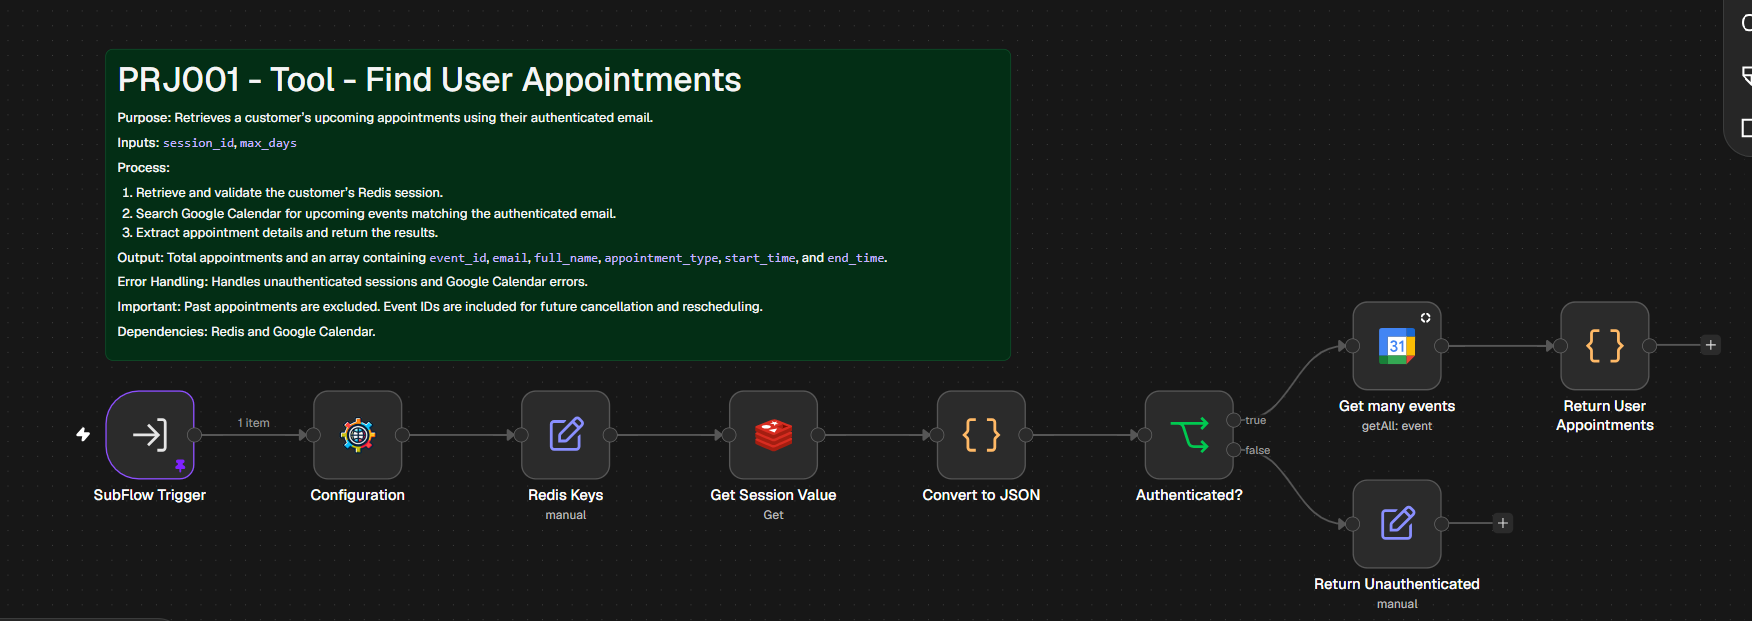 PRJ001 - Tool - Find User Appointments
Purpose: Retrieves a customer's upcoming appointments using their authenticated email.
Inputs: session_id, max_days
Process:
1. Retrieve and validate the customer's Redis session.
2. Search Google Calendar for upcoming events matching the authenticated email.
3. Extract appointment details and return the results.
Output: Total appointments and an array containing event_id, email, full_name, appointment_type, start_time, and end_time.
Error Handling: Handles unauthenticated sessions and Google Calendar errors.
Important: Past appointments are excluded. Event IDs are included for future cancellation and rescheduling.
Dependencies: Redis and Google Calendar.
1 item
SubFlow Trigger
Configuration
Redis Keys
manual
Get Session Value
Get
Convert to JSON
Authenticated?
true
false
31
Get many events
getAll: event
Return User
Appointments
Return Unauthenticated
manual